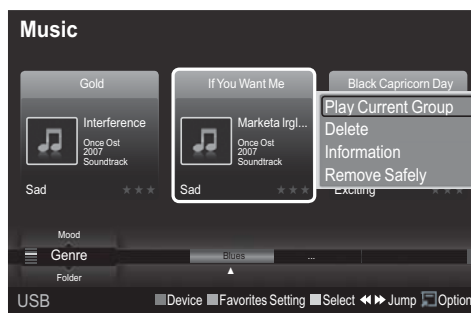 Music
Gold
If You Want Me
Black Capricorn Day
Interference
Once Ost
2007
Soundtrack
Sad
Marketa Irgl...
Once Ost
2007
Soundtrack
Sad
Play Current Group
Delete
Information
Remove Safely
Exciting
Mood
Genre
Folder
Blues
...
USB
Device
Favorites Setting
Select
Jump
Option